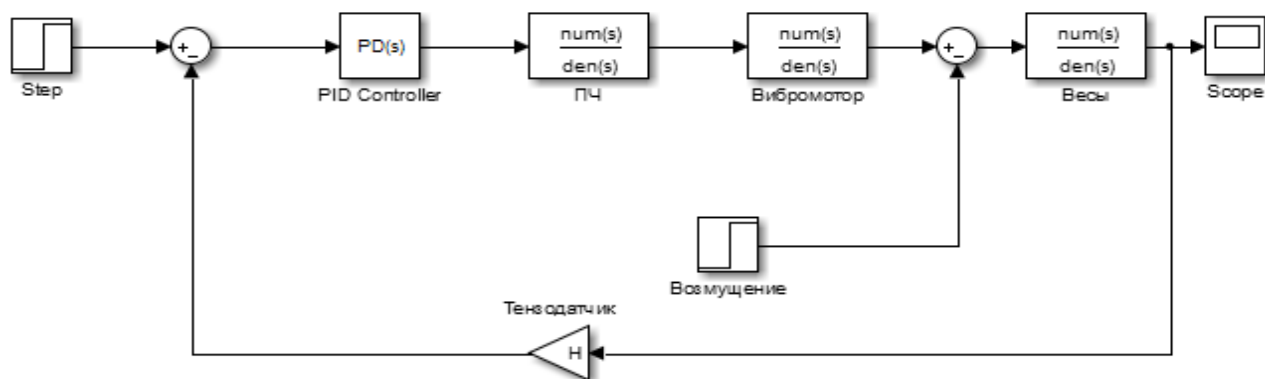 Step
+
−
PD(s)
PID Controller
num(s)
den(s)
ПЧ
num(s)
den(s)
Вибромотор
+
−
num(s)
den(s)
Весы
Scope
Возмущение
Тензодатчик
H